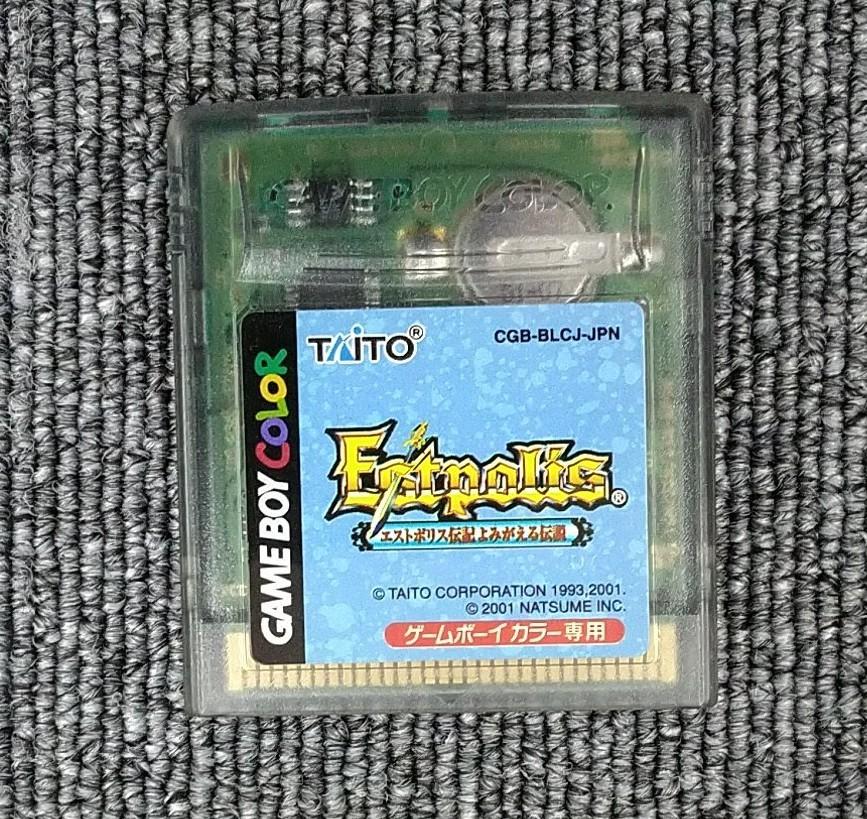 GAME BOY COLOR
TAITO®
CGB-BLCJ-JPN
Estpolis®
エストポリス伝記よみがえる伝説
© TAITO CORPORATION 1993,2001.
© 2001 NATSUME INC.
ゲームボーイカラー専用
GAME BOY COLOR